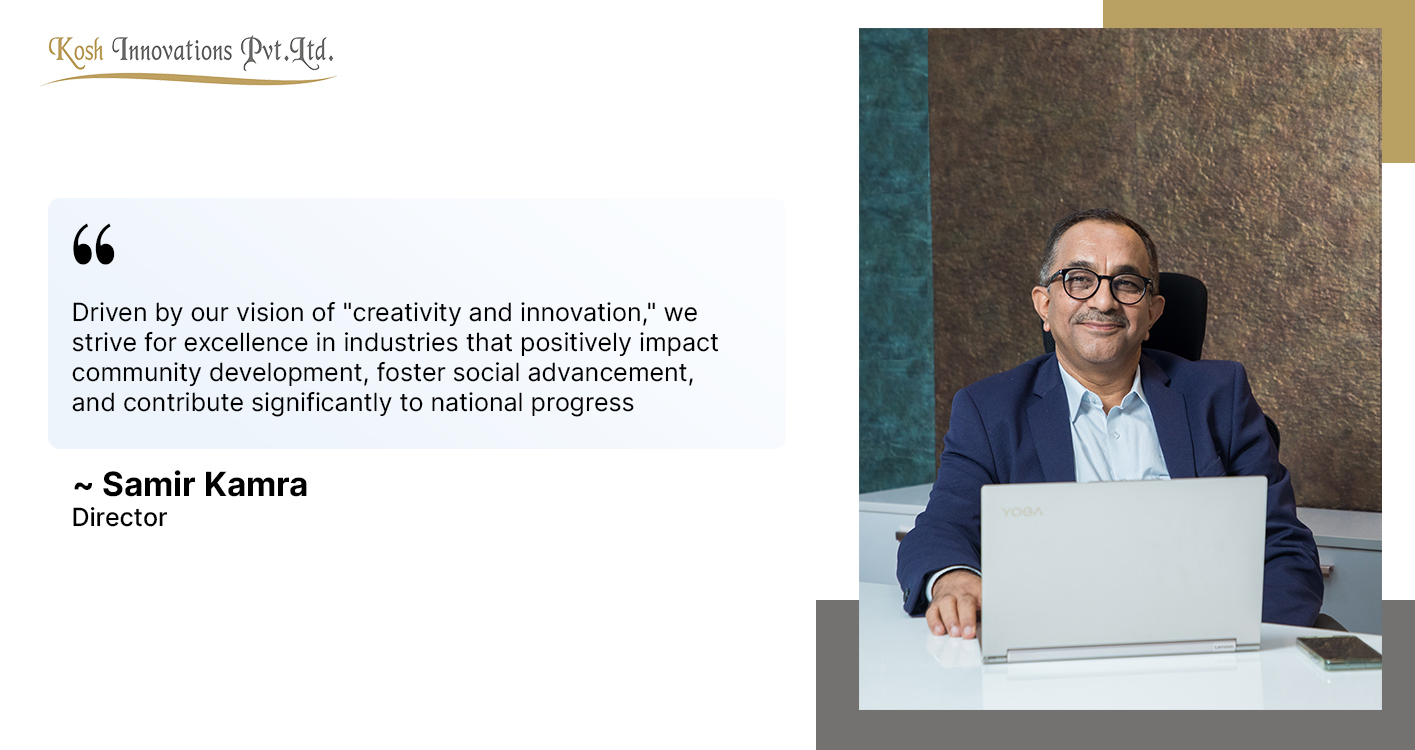 Kosh Innovations Pvt.Ltd.
“
Driven by our vision of "creativity and innovation," we
strive for excellence in industries that positively impact
community development, foster social advancement,
and contribute significantly to national progress
~ Samir Kamra
Director
YOGA
Lenovo